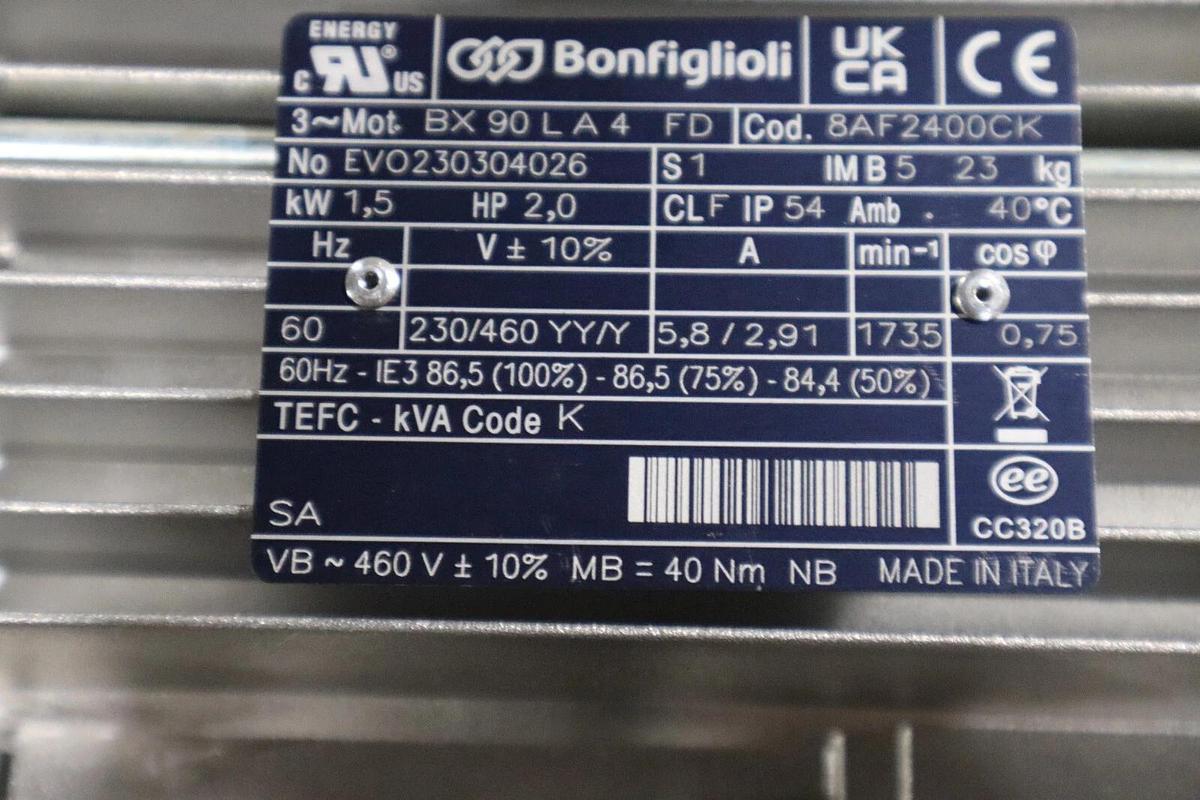 ENERGY
C RU ® US
Bonfiglioli
UK
CA
CE
3~Mot. BX 90 L A 4 FD Cod. 8AF2400CK
No EVO230304026 S1 IM B5 23 kg
kW 1,5 HP 2,0 CL F IP 54 Amb . 40°C
Hz V ± 10% A min-1 cos φ
60 230/460 YY/Y 5,8 / 2,91 1735 0,75
60Hz - IE3 86,5 (100%) - 86,5 (75%) - 84,4 (50%)
TEFC - kVA Code K
ee
SA
CC320B
VB ~ 460 V ± 10% MB = 40 Nm NB MADE IN ITALY